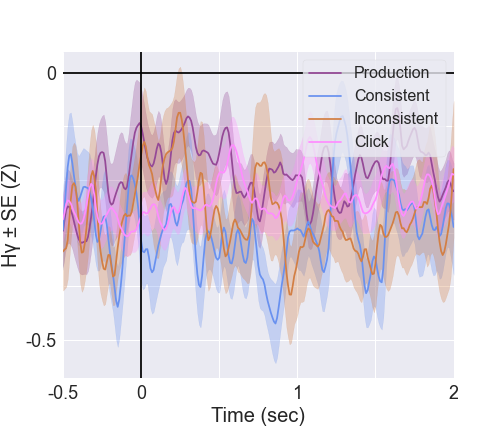 Production
Consistent
Inconsistent
Click
0
-0.5
Hγ ± SE (Z)
-0.5 0 1 2
Time (sec)